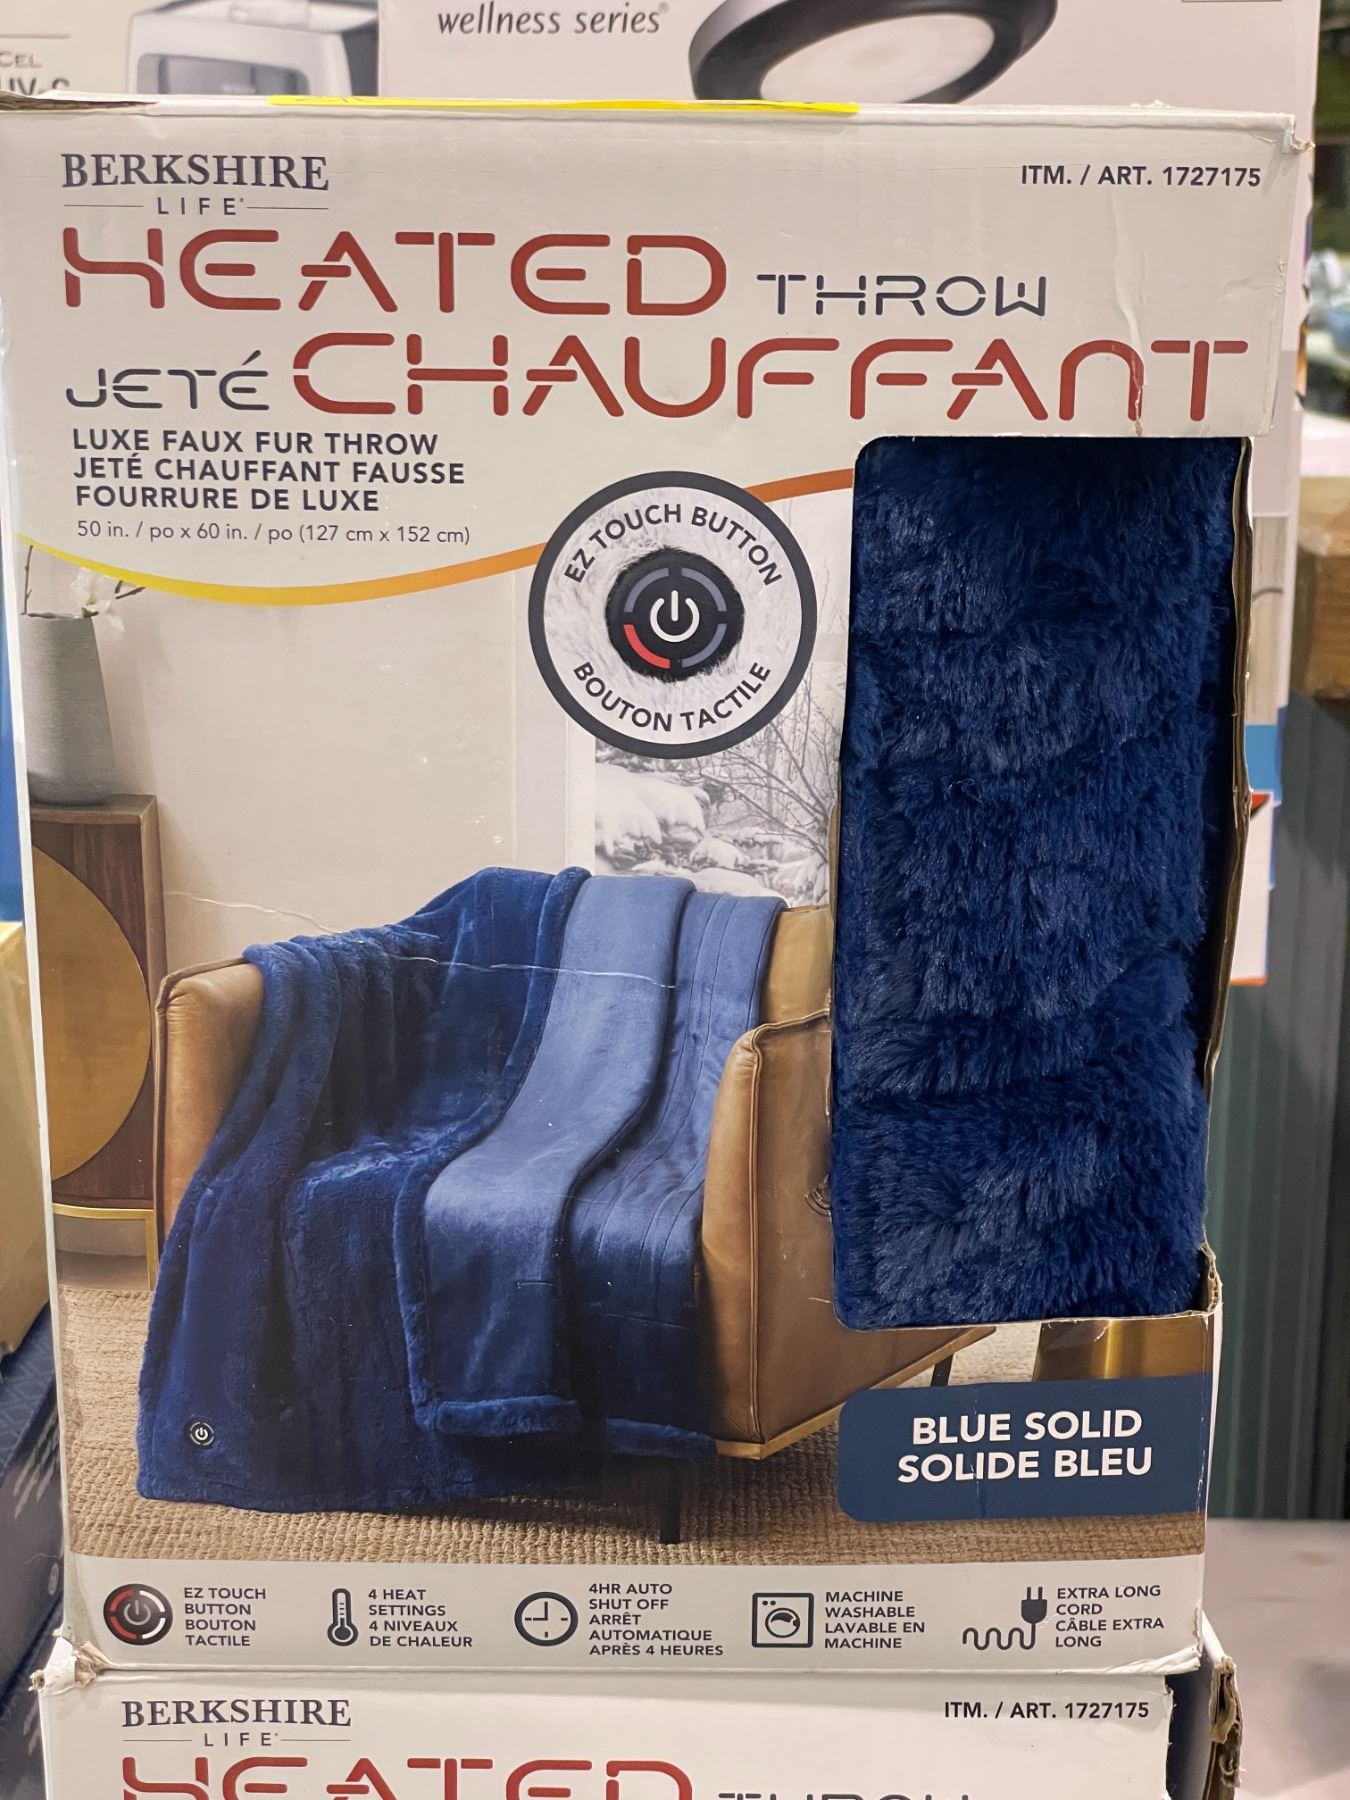 wellness series®
BERKSHIRE
LIFE
ITM. / ART. 1727175
HEATED THROW
JETÉ CHAUFFANT
LUXE FAUX FUR THROW
JETÉ CHAUFFANT FAUSSE
FOURRURE DE LUXE
50 in. / po x 60 in. / po (127 cm x 152 cm)
EZ TOUCH BUTTON
BOUTON TACTILE
BLUE SOLID
SOLIDE BLEU
EZ TOUCH
BUTTON
BOUTON
TACTILE
4 HEAT
SETTINGS
4 NIVEAUX
DE CHALEUR
4HR AUTO
SHUT OFF
ARRÊT
AUTOMATIQUE
APRÈS 4 HEURES
MACHINE
WASHABLE
LAVABLE EN
MACHINE
EXTRA LONG
CORD
CÂBLE EXTRA
LONG
BERKSHIRE
LIFE
ITM. / ART. 1727175
HEATED THROW